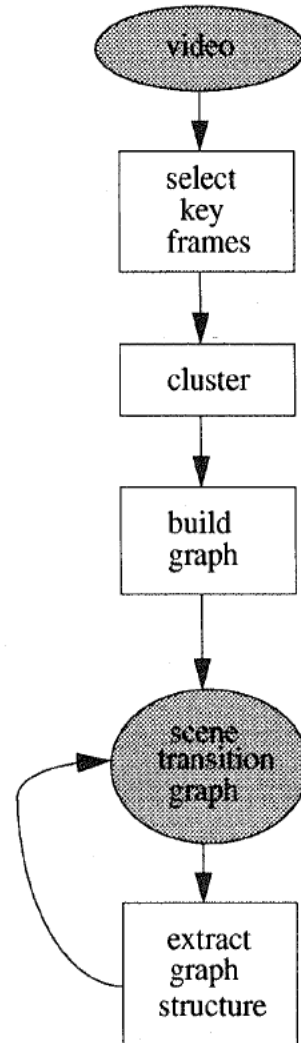 video
select
key
frames
cluster
build
graph
scene
transition
graph
extract
graph
structure